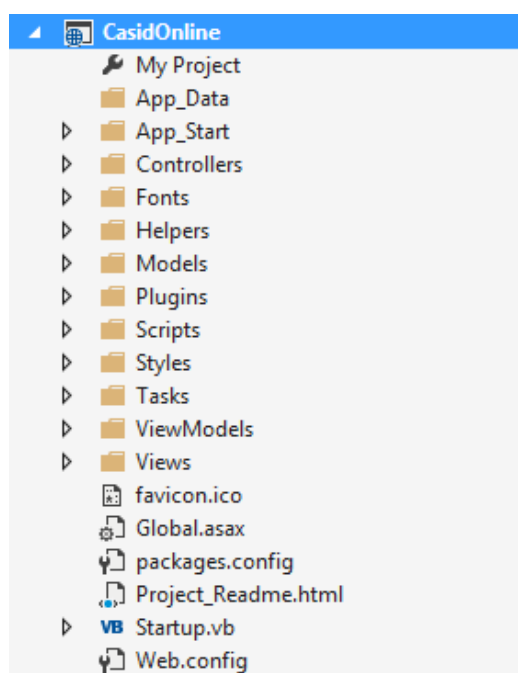 CasidOnline
My Project
App_Data
App_Start
Controllers
Fonts
Helpers
Models
Plugins
Scripts
Styles
Tasks
ViewModels
Views
favicon.ico
Global.asax
packages.config
Project_Readme.html
VB Startup.vb
Web.config